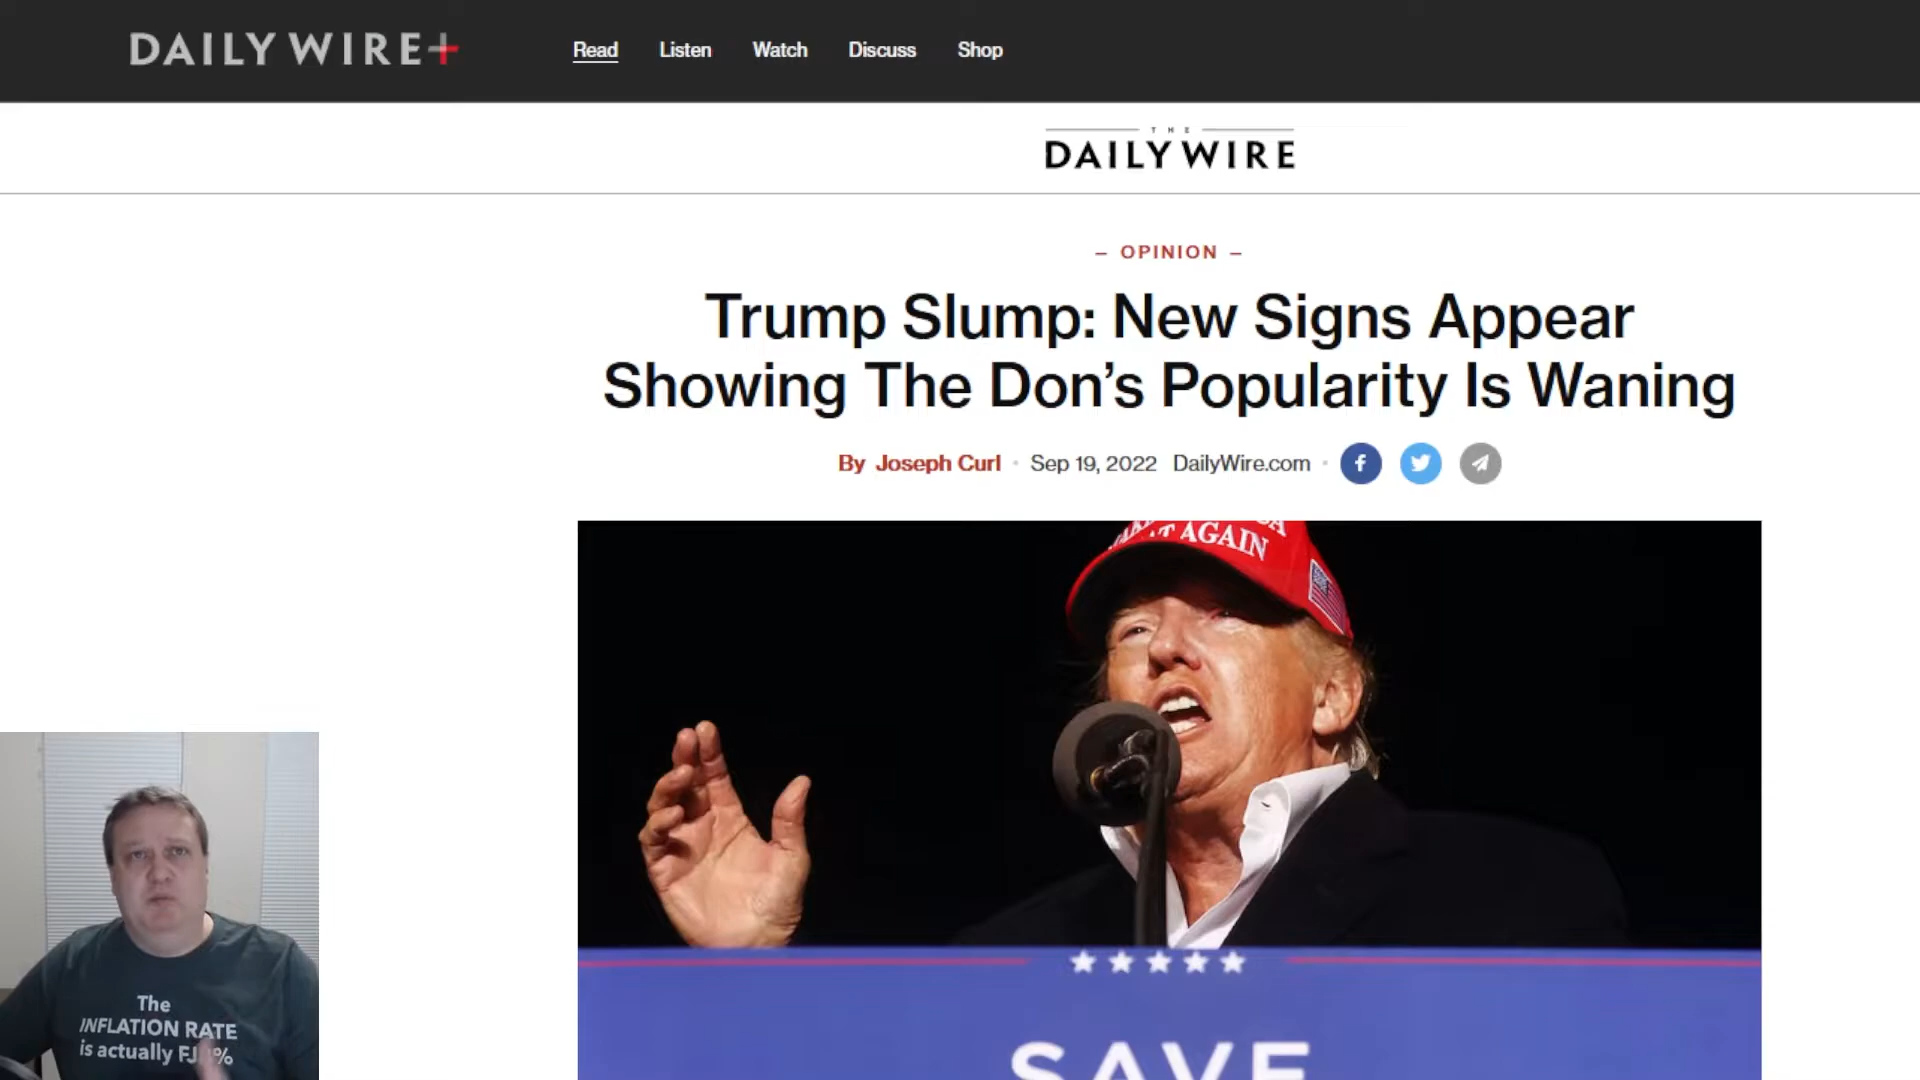 DAILY WIRE+
Read Listen Watch Discuss Shop
THE
DAILY WIRE
– OPINION –
Trump Slump: New Signs Appear
Showing The Don's Popularity Is Waning
By Joseph Curl • Sep 19, 2022 DailyWire.com •
AGAIN
SAVE
The
INFLATION RATE
is actually